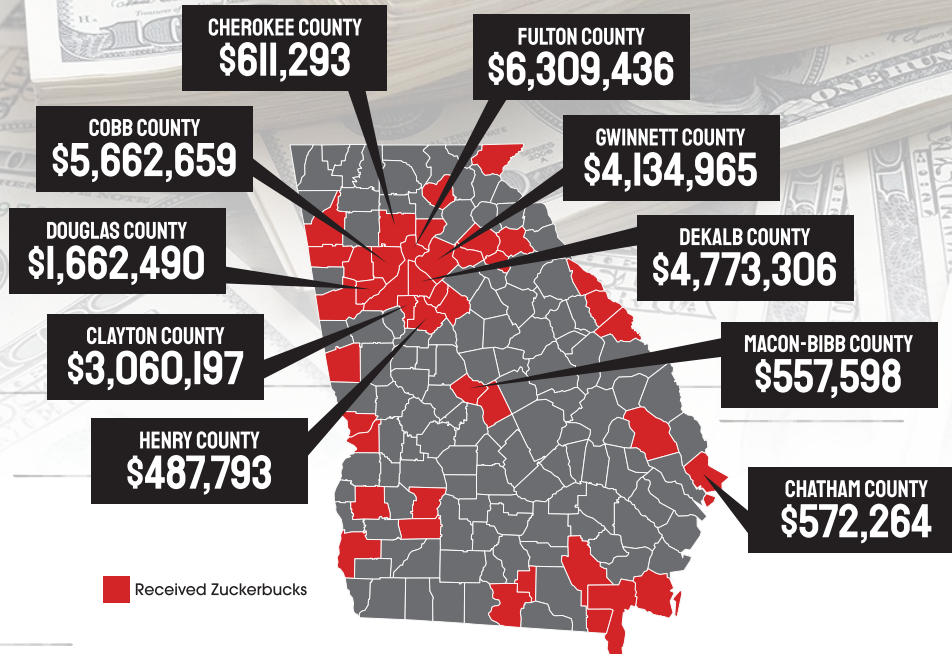 CHEROKEE COUNTY
$611,293
FULTON COUNTY
$6,309,436
COBB COUNTY
$5,662,659
GWINNETT COUNTY
$4,134,965
DOUGLAS COUNTY
$1,662,490
DEKALB COUNTY
$4,773,306
CLAYTON COUNTY
$3,060,197
MACON-BIBB COUNTY
$557,598
HENRY COUNTY
$487,793
CHATHAM COUNTY
$572,264
Received Zuckerbucks